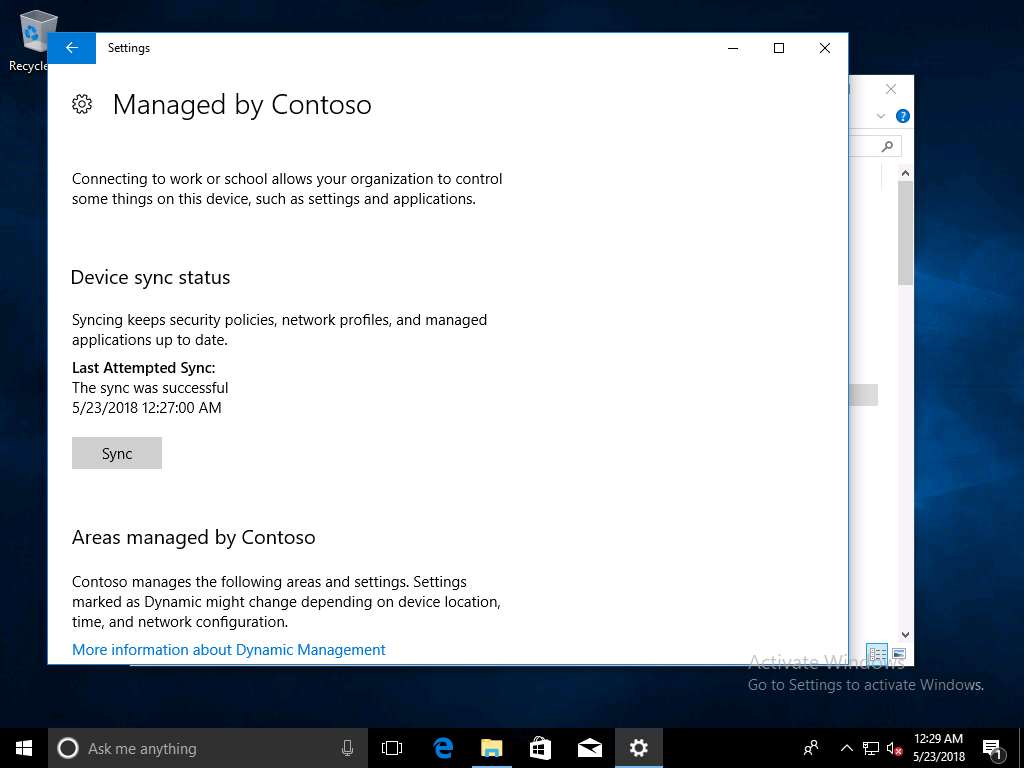 Recycle
Settings
Managed by Contoso
Connecting to work or school allows your organization to control
some things on this device, such as settings and applications.
Device sync status
Syncing keeps security policies, network profiles, and managed
applications up to date.
Last Attempted Sync:
The sync was successful
5/23/2018 12:27:00 AM
Sync
Areas managed by Contoso
Contoso manages the following areas and settings. Settings
marked as Dynamic might change depending on device location,
time, and network configuration.
More information about Dynamic Management
Activate Windows
Go to Settings to activate Windows.
Ask me anything
12:29 AM
5/23/2018
1